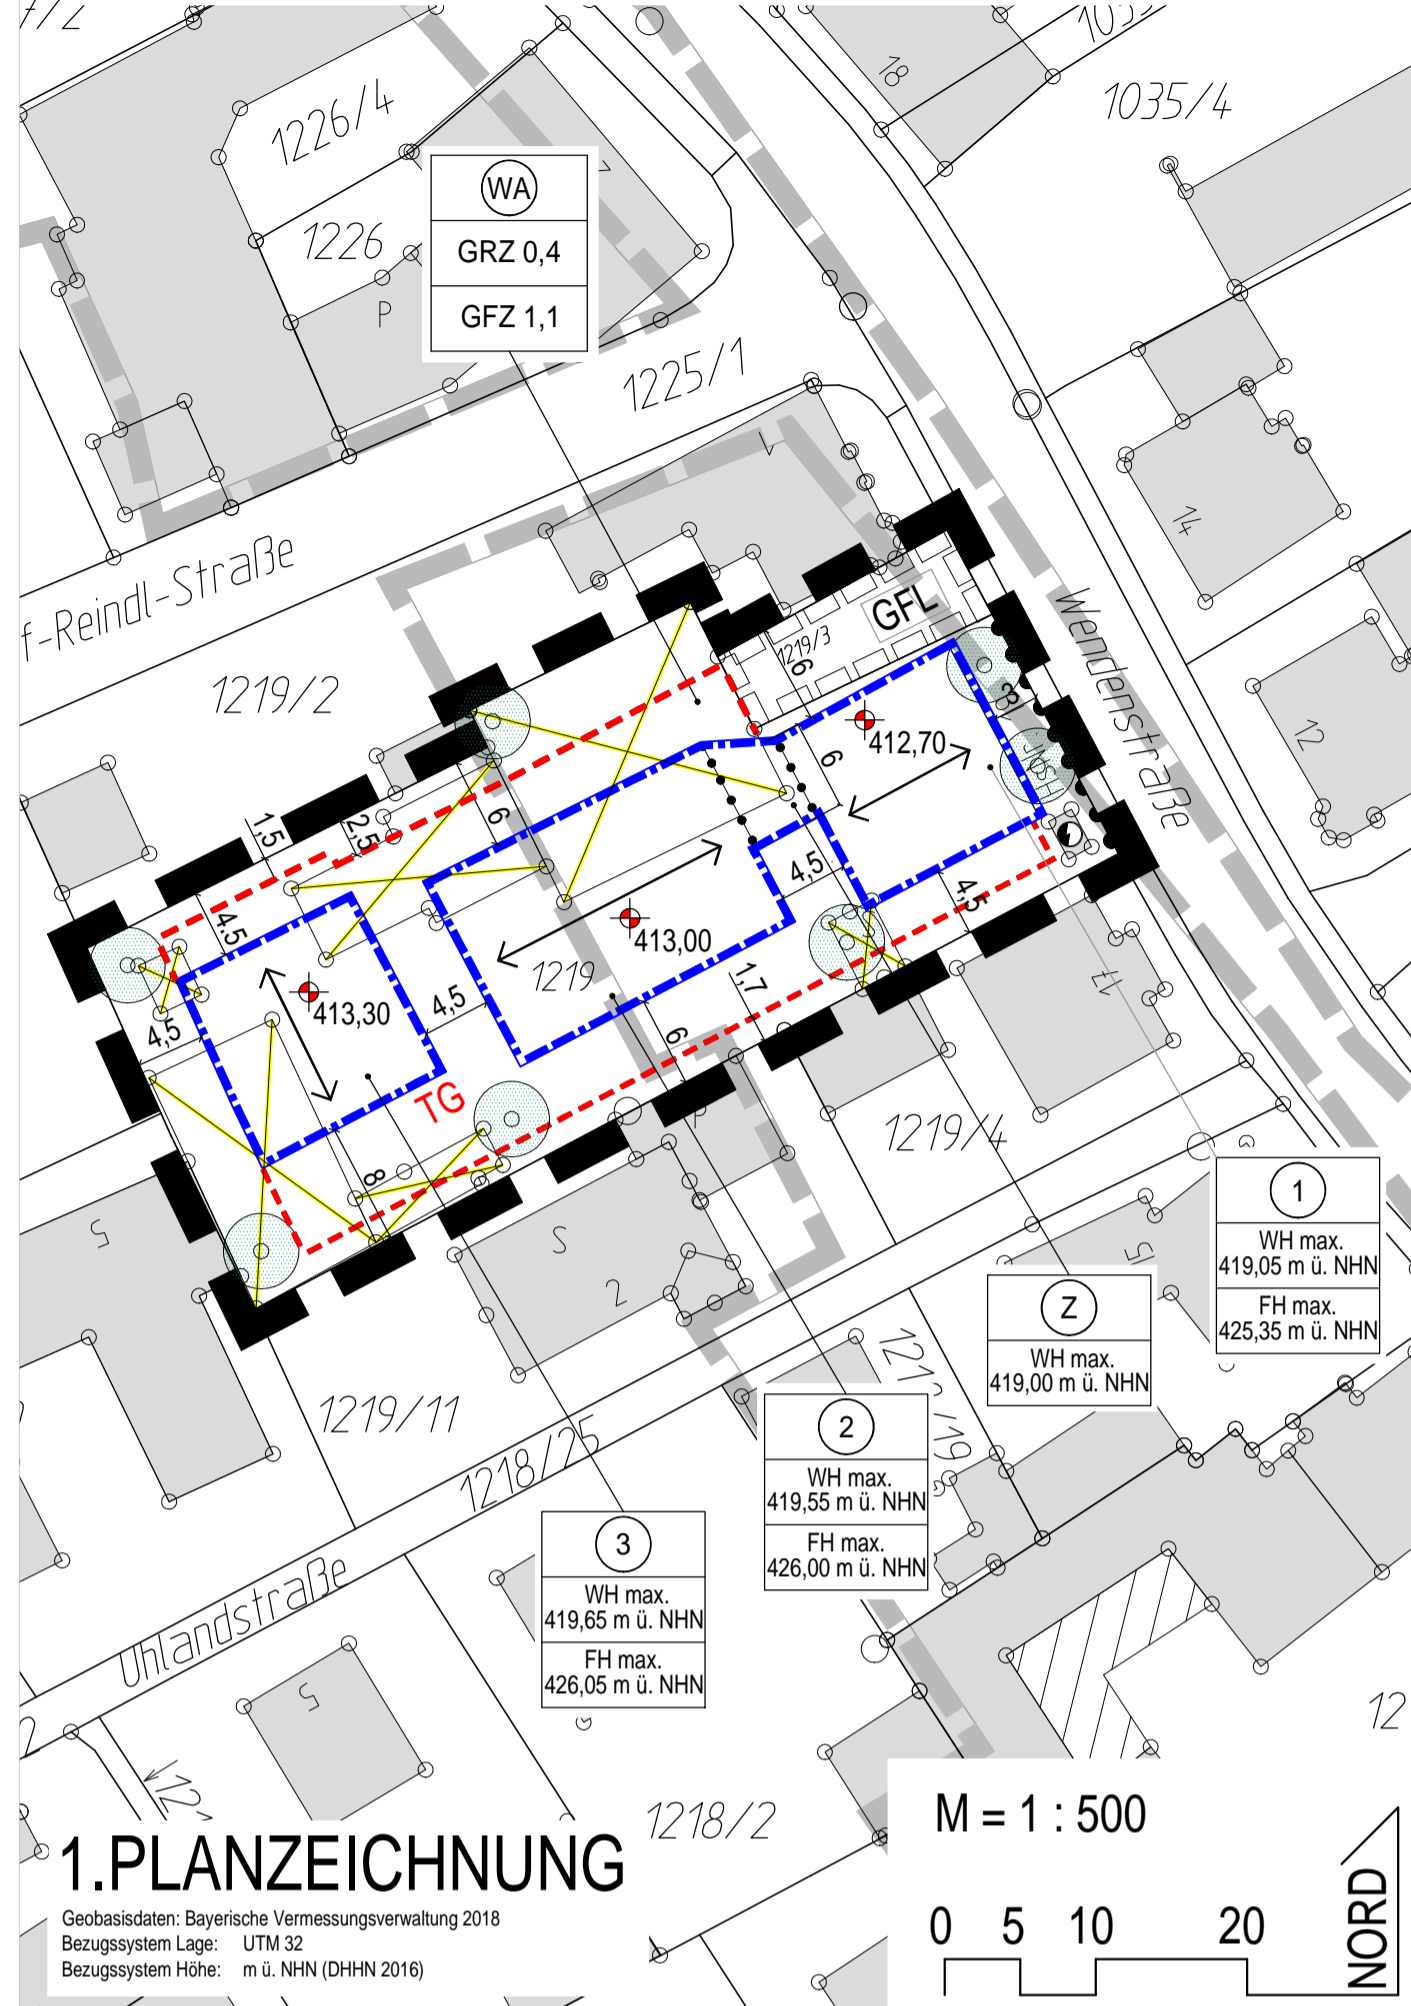 1226/4
18
1035/4
WA
GRZ 0,4
GFZ 1,1
1226
P
7
1225/1
1
14
f-Reindl-Straße
GFL
1219/3
Wendenstraße
1219/2
6
3
12
412,70
6
1,5
2,5
6
4,5
4,5
4,5
413,00
1219
1,7
413,30
4,5
4,5
6
TG
17
1219/4
8
5
S
2
P
15
1
WH max.
419,05 m ü. NHN
FH max.
425,35 m ü. NHN
Z
WH max.
419,00 m ü. NHN
1219/11
1218/25
2
WH max.
419,55 m ü. NHN
FH max.
426,00 m ü. NHN
3
WH max.
419,65 m ü. NHN
FH max.
426,05 m ü. NHN
Uhlandstraße
5
12
1218/2
M = 1 : 500
1.PLANZEICHNUNG
Geobasisdaten: Bayerische Vermessungsverwaltung 2018
Bezugssystem Lage: UTM 32
Bezugssystem Höhe: m ü. NHN (DHHN 2016)
0 5 10 20
NORD